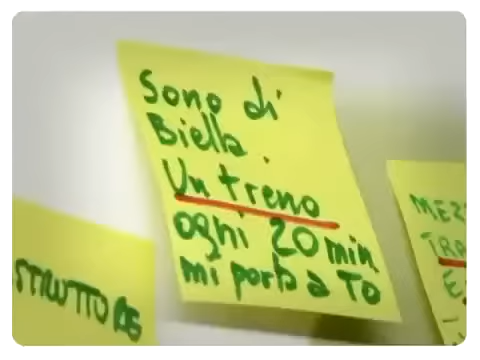 Sono di
Biella.
Un treno
ogni 20 min
mi porta a TO